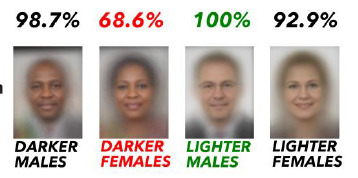 98.7% 68.6% 100% 92.9%
DARKER MALES
DARKER FEMALES
LIGHTER MALES
LIGHTER FEMALES